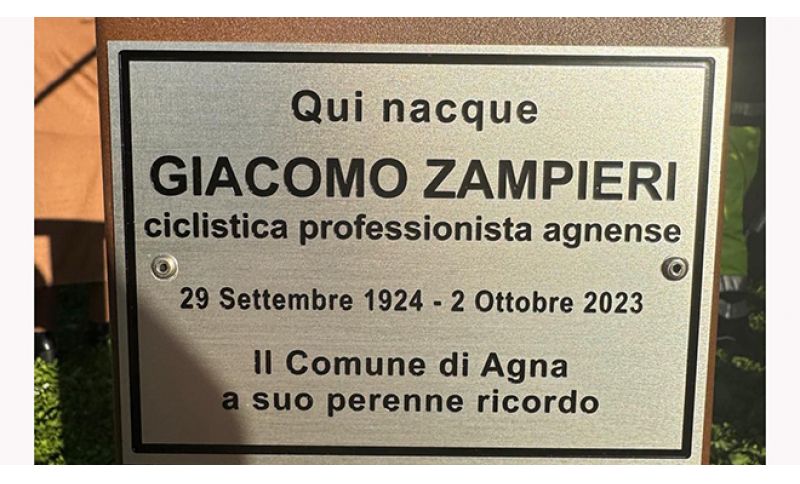 Qui nacque
GIACOMO ZAMPIERI
ciclistica professionista agnense
29 Settembre 1924 - 2 Ottobre 2023
Il Comune di Agna
a suo perenne ricordo